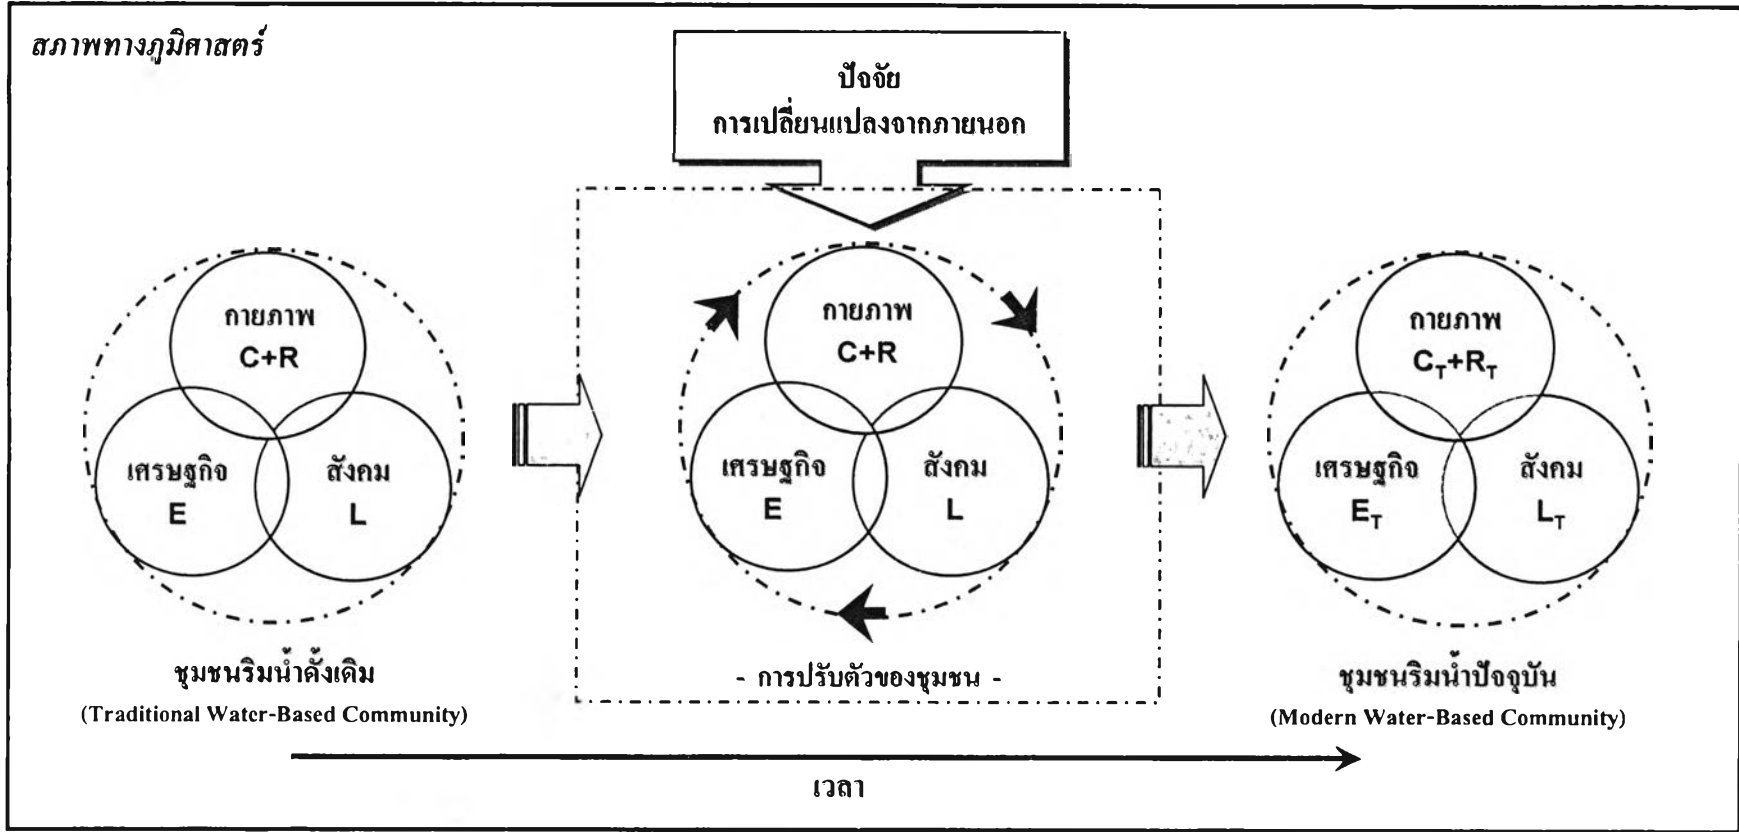 สภาพทางภูมิศาสตร์
ปัจจัย
การเปลี่ยนแปลงจากภายนอก
กายภาพ
C+R
เศรษฐกิจ
E
สังคม
L
ชุมชนริมน้ำดั้งเดิม
(Traditional Water-Based Community)
กายภาพ
C+R
เศรษฐกิจ
E
สังคม
L
- การปรับตัวของชุมชน -
กายภาพ
C_T+R_T
เศรษฐกิจ
E_T
สังคม
L_T
ชุมชนริมน้ำปัจจุบัน
(Modern Water-Based Community)
เวลา